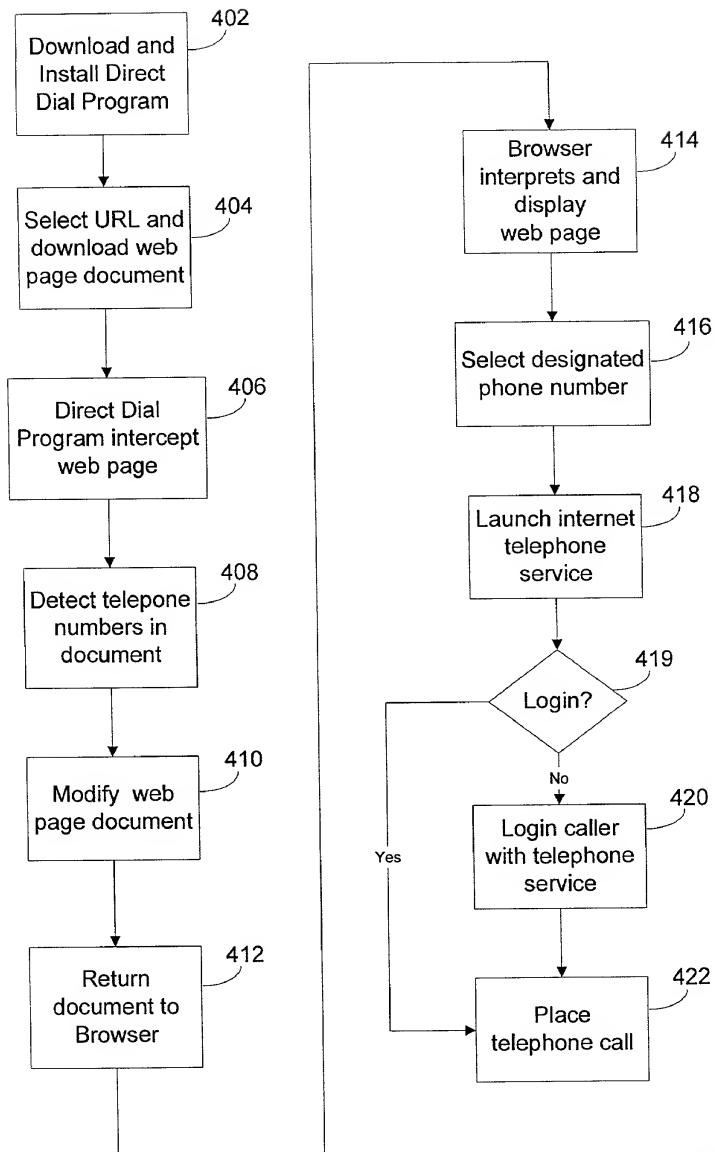 402
Download and
Install Direct
Dial Program
404
Select URL and
download web
page document
406
Direct Dial
Program intercept
web page
408
Detect telepone
numbers in
document
410
Modify web
page document
412
Return
document to
Browser
414
Browser
interprets and
display
web page
416
Select designated
phone number
418
Launch internet
telephone
service
419
Login?
No
Yes
420
Login caller
with telephone
service
422
Place
telephone call